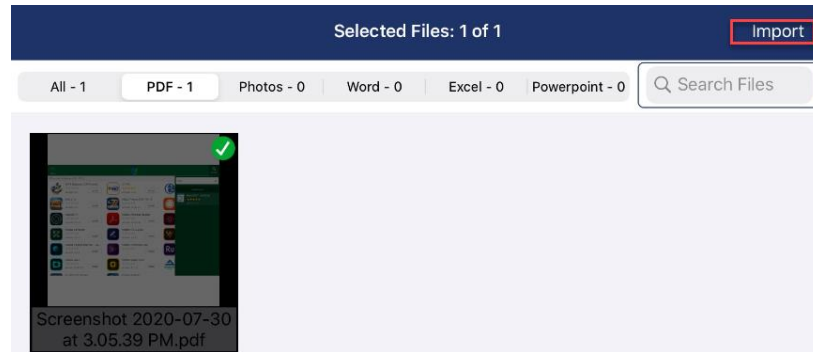 Selected Files: 1 of 1
Import
All - 1
PDF - 1
Photos - 0
Word - 0
Excel - 0
Powerpoint - 0
Search Files
Screenshot 2020-07-30
at 3.05.39 PM.pdf